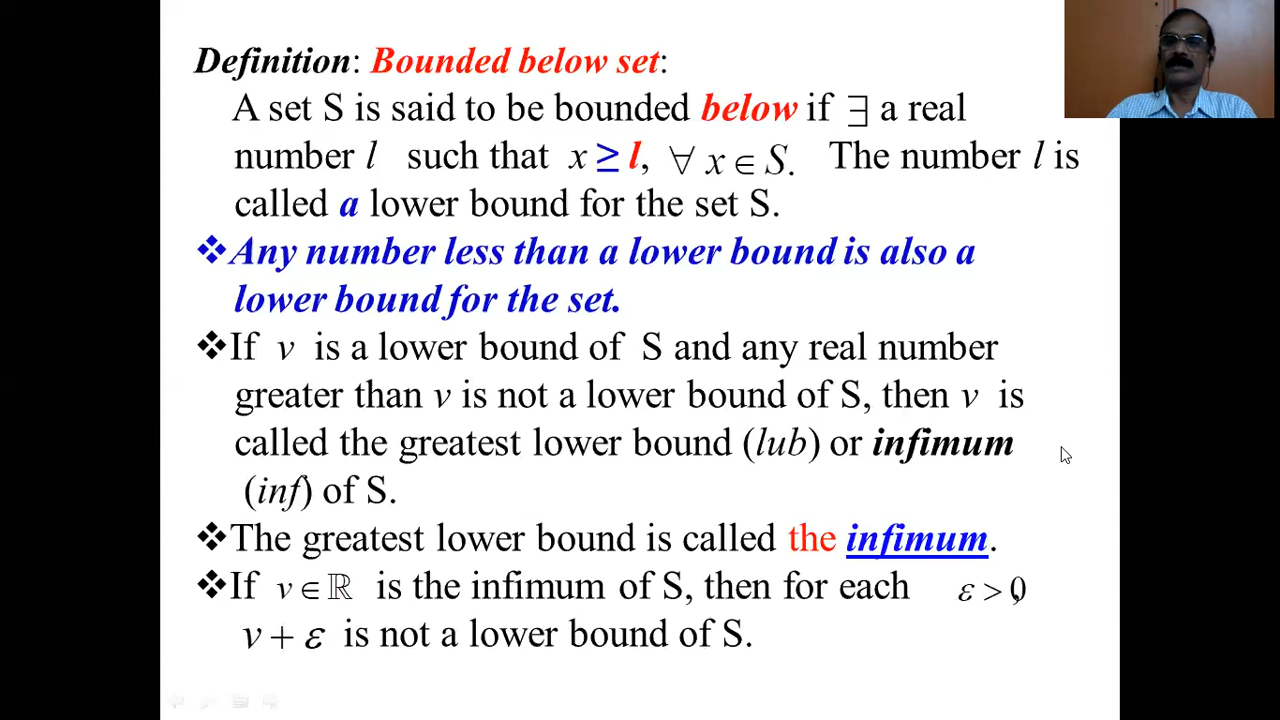 Definition: Bounded below set:
A set S is said to be bounded below if ∃ a real
number l such that x ≥ l, ∀ x ∈ S. The number l is
called a lower bound for the set S.
❖Any number less than a lower bound is also a
lower bound for the set.
❖If v is a lower bound of S and any real number
greater than v is not a lower bound of S, then v is
called the greatest lower bound (lub) or infimum
(inf) of S.
❖The greatest lower bound is called the infimum.
❖If v ∈ ℝ is the infimum of S, then for each ε > 0,
v + ε is not a lower bound of S.